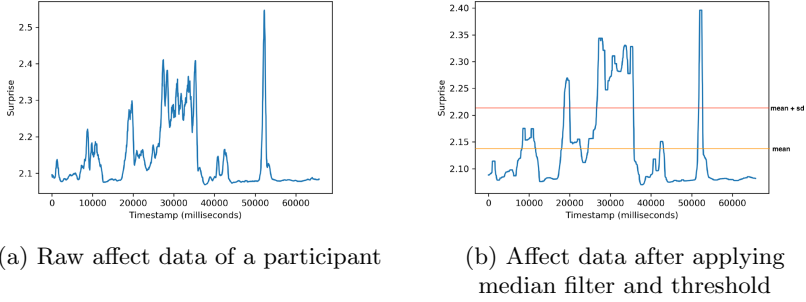 2.5
2.4
2.3
2.2
2.1
Surprise
0 10000 20000 30000 40000 50000 60000
Timestamp (milliseconds)
(a) Raw affect data of a participant
2.40
2.35
2.30
2.25
2.20
2.15
2.10
Surprise
mean + sd
mean
0 10000 20000 30000 40000 50000 60000
Timestamp (milliseconds)
(b) Affect data after applying
median filter and threshold